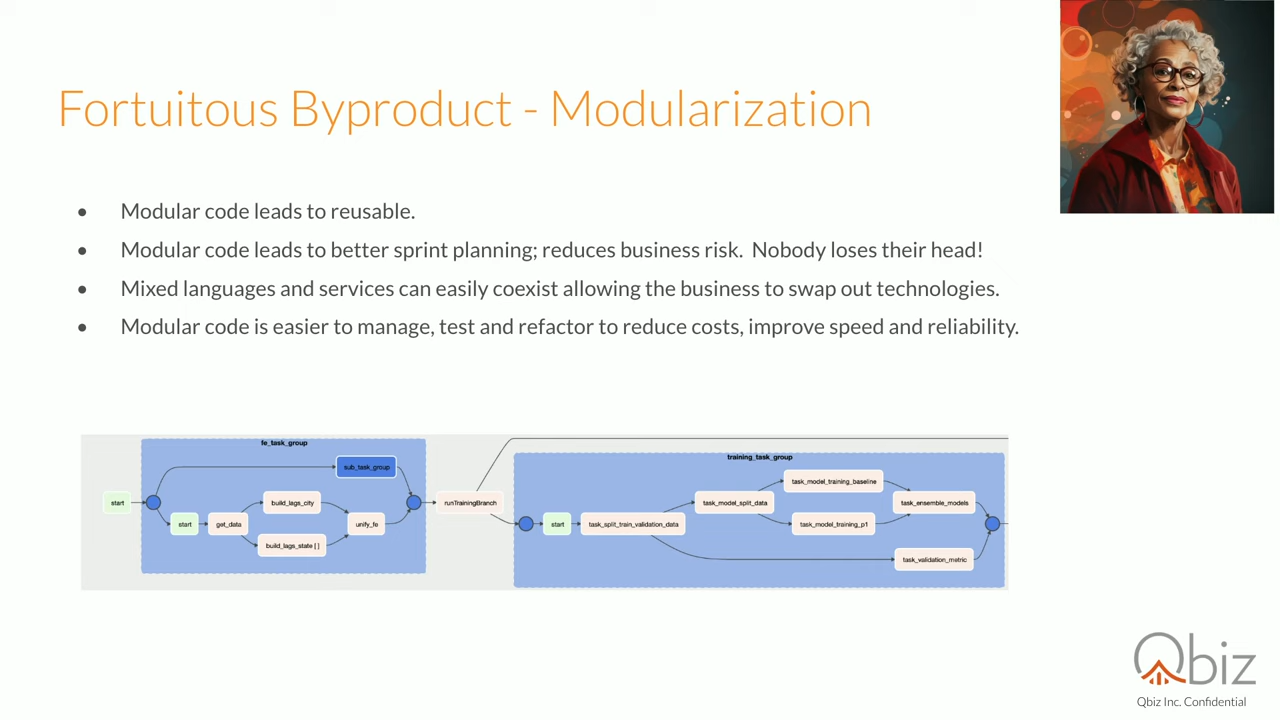 Fortuitous Byproduct - Modularization
• Modular code leads to reusable.
• Modular code leads to better sprint planning; reduces business risk.  Nobody loses their head!
• Mixed languages and services can easily coexist allowing the business to swap out technologies.
• Modular code is easier to manage, test and refactor to reduce costs, improve speed and reliability.
fe_task_group
sub_task_group
start
start
get_data
build_lags_city
build_lags_state [ ]
unify_fe
runTrainingBranch
training_task_group
start
task_split_train_validation_data
task_model_split_data
task_model_training_baseline
task_model_training_p1
task_ensemble_models
task_validation_metric
Qbiz
Qbiz Inc. Confidential